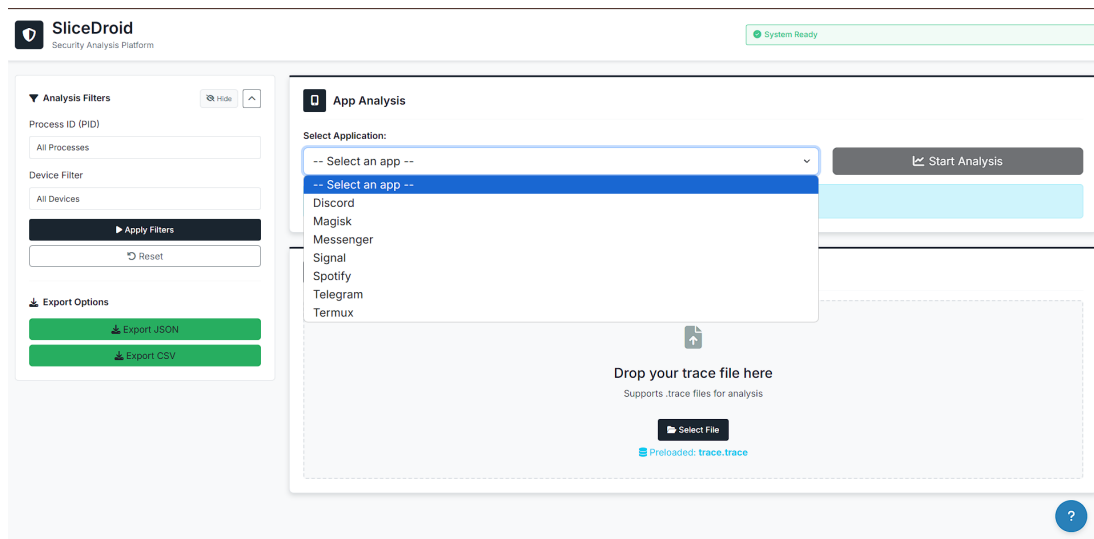 SliceDroid
Security Analysis Platform
System Ready
Analysis Filters
Hide
Process ID (PID)
All Processes
Device Filter
All Devices
Apply Filters
Reset
Export Options
Export JSON
Export CSV
App Analysis
Select Application:
-- Select an app --
Start Analysis
-- Select an app --
Discord
Magisk
Messenger
Signal
Spotify
Telegram
Termux
Drop your trace file here
Supports .trace files for analysis
Select File
Preloaded: trace.trace
?